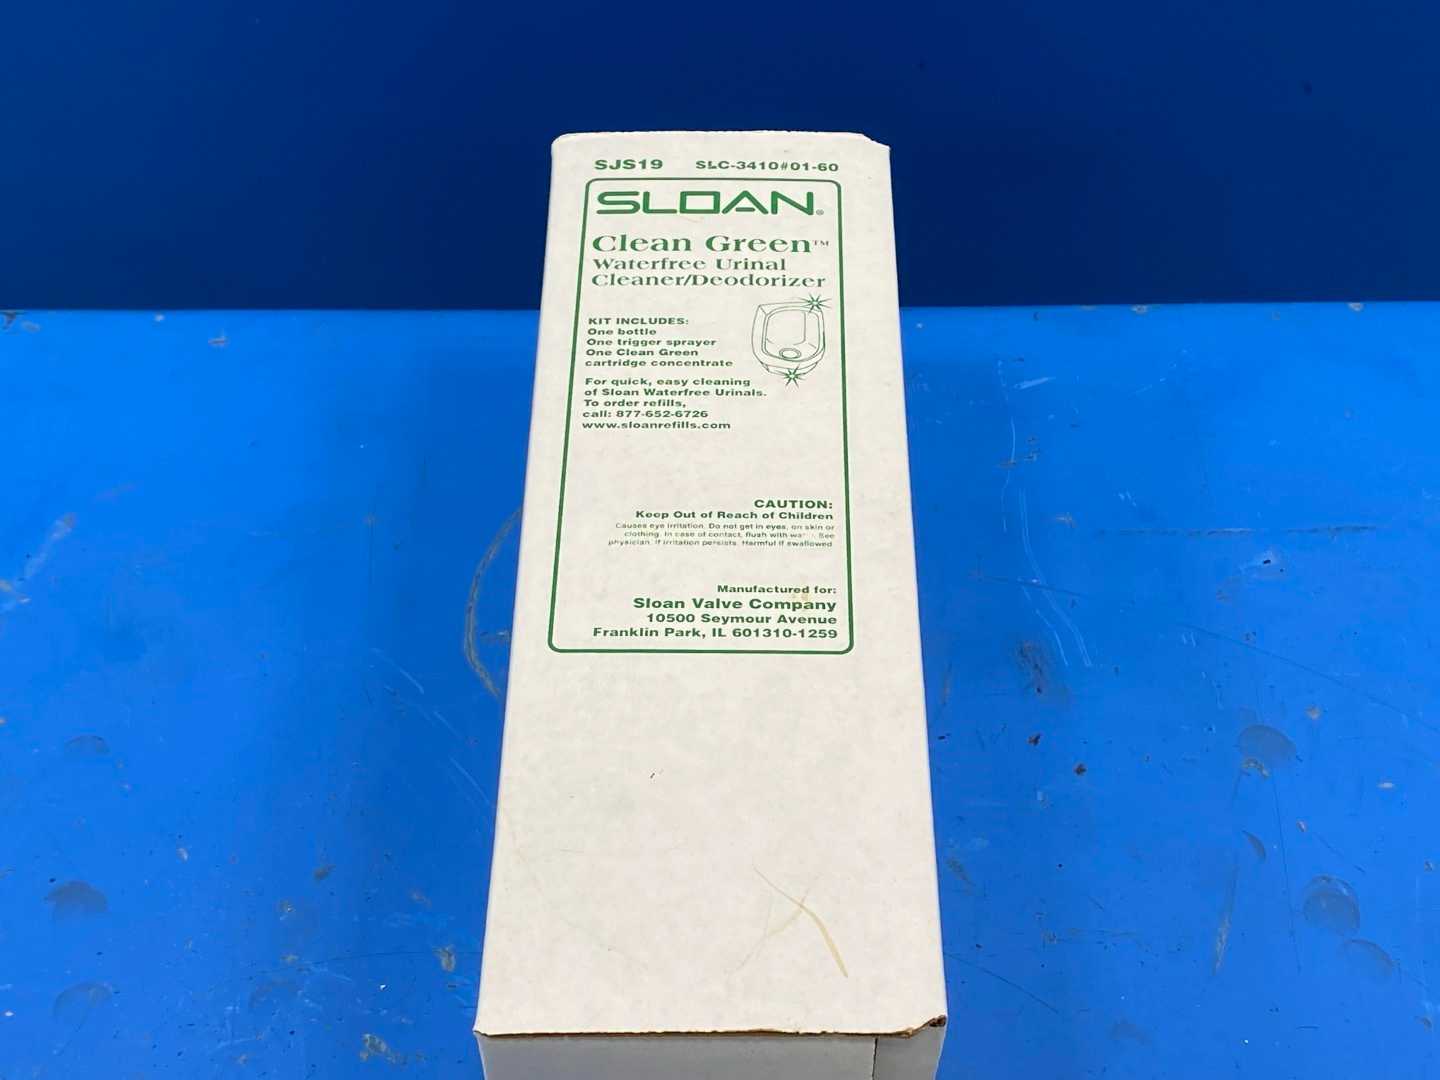 SJS19 SLC-3410#01-60
SLOAN®
Clean Green™
Waterfree Urinal
Cleaner/Deodorizer
KIT INCLUDES:
One bottle
One trigger sprayer
One Clean Green
cartridge concentrate
For quick, easy cleaning
of Sloan Waterfree Urinals.
To order refills,
call: 877-652-6726
www.sloanrefills.com
CAUTION:
Keep Out of Reach of Children
Causes eye irritation. Do not get in eyes, on skin or
clothing. In case of contact, flush with See
physician. If irritation persists. Harmful if swallowed.
Manufactured for:
Sloan Valve Company
10500 Seymour Avenue
Franklin Park, IL 601310-1259